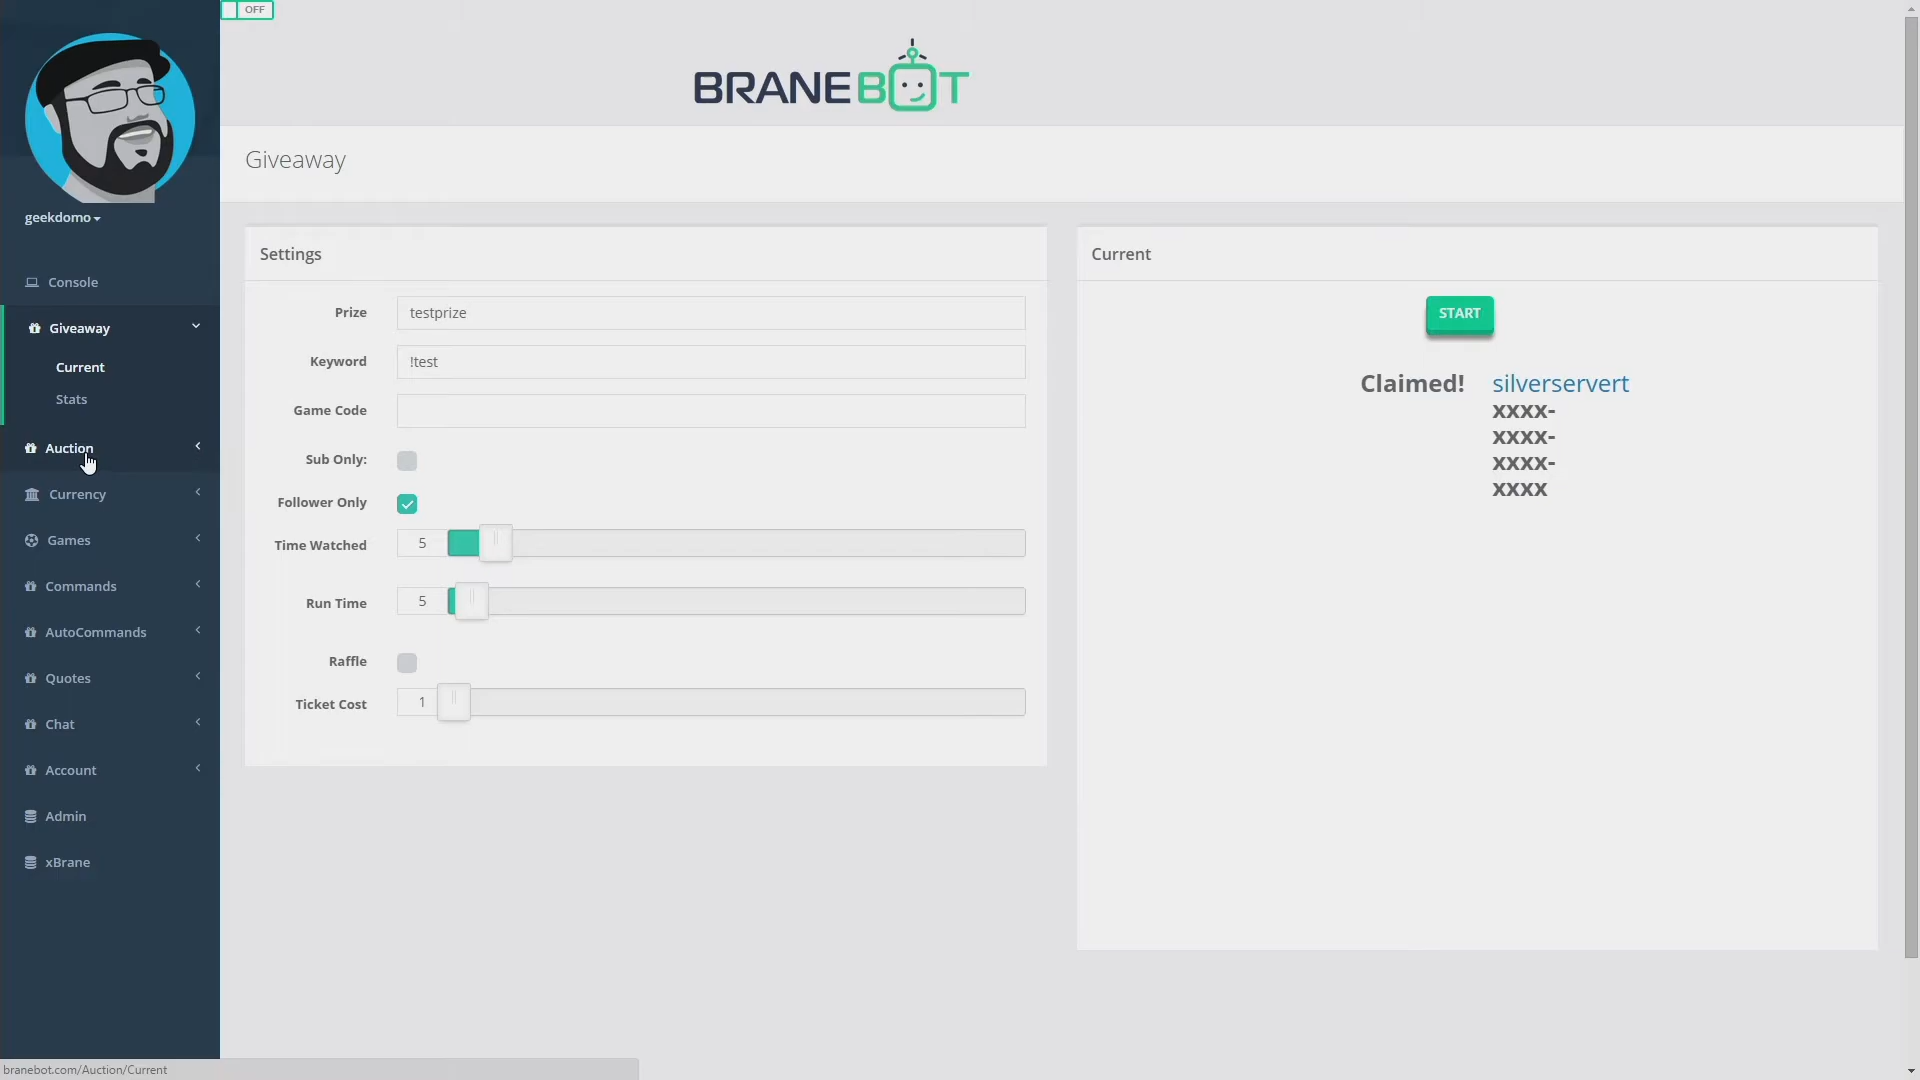 OFF
BRANEBOT
Giveaway
geekdomo
Console
Giveaway
Current
Stats
Auction
Currency
Games
Commands
AutoCommands
Quotes
Chat
Account
Admin
xBrane
Settings
Prize testprize
Keyword !test
Game Code
Sub Only:
Follower Only
Time Watched 5
Run Time 5
Raffle
Ticket Cost 1
Current
START
Claimed! silverservert
xxxx-
xxxx-
xxxx-
xxxx
branebot.com/Auction/Current